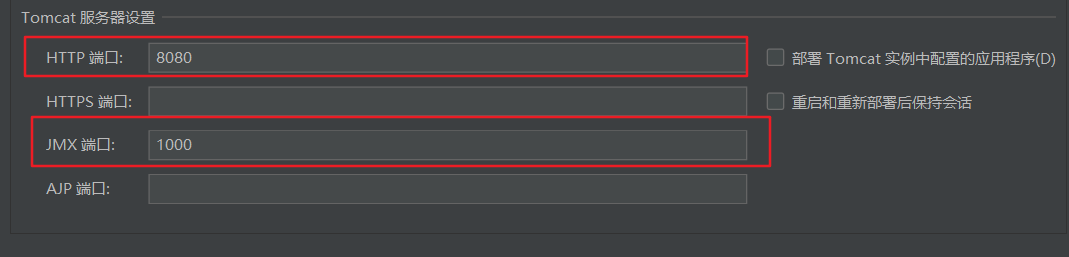 Tomcat 服务器设置
HTTP 端口: 8080 部署 Tomcat 实例中配置的应用程序(D)
HTTPS 端口: 重启和重新部署后保持会话
JMX 端口: 1000
AJP 端口: